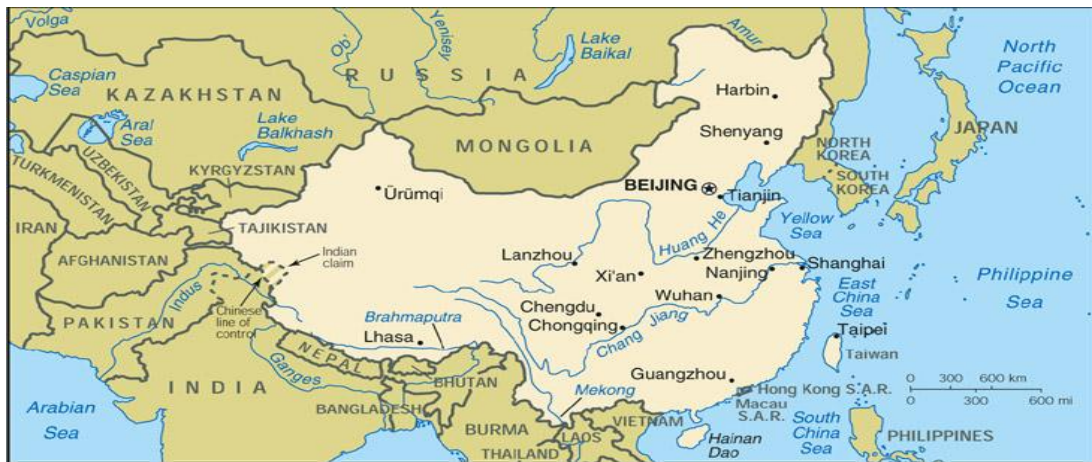 Volga
Ob'
Yenisey
Lake
Baikal
Amur
North
Pacific
Ocean
RUSSIA
Caspian
Sea
KAZAKHSTAN
Harbin
Aral
Sea
Lake
Balkhash
MONGOLIA
Shenyang
JAPAN
UZBEKISTAN
TURKMENISTAN
KYRGYZSTAN
NORTH
KOREA
SOUTH
KOREA
Ürümqi
BEIJING
Tianjin
IRAN
TAJIKISTAN
Yellow
Sea
Huang He
AFGHANISTAN
Indian
claim
Lanzhou
Zhengzhou
Xi'an
Nanjing
Shanghai
Philippine
Sea
Indus
Chinese
line of
control
Wuhan
East
China
Sea
PAKISTAN
Brahmaputra
Chengdu
Chongqing
Chang Jiang
Lhasa
Taipei
Taiwan
NEPAL
INDIA
Ganges
BHUTAN
Mekong
Guangzhou
Hong Kong S.A.R.
Macau
S.A.R.
0 300 600 km
0 300 600 mi
Arabian
Sea
BANGLADESH
BURMA
VIETNAM
LAOS
THAILAND
Hainan
Dao
South
China
Sea
PHILIPPINES